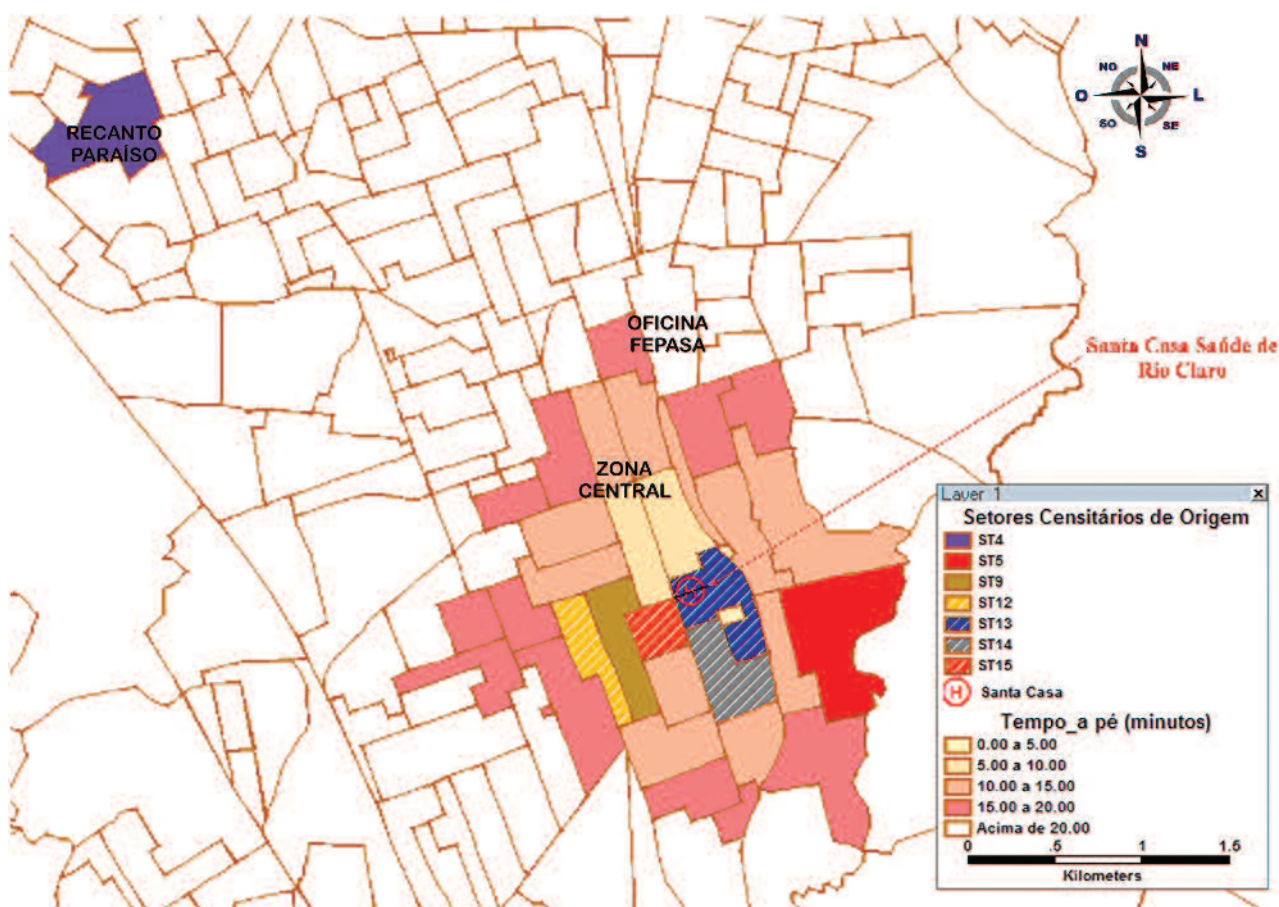 N
NO
NE
O
L
SO
SE
S
RECANTO
PARAÍSO
OFICINA
FEPASA
Santa Casa Saúde de
Rio Claro
ZONA
CENTRAL
Layer 1
Setores Censitários de Origem
ST4
ST5
ST9
ST12
ST13
ST14
ST15
H Santa Casa
Tempo_a pé (minutos)
0.00 a 5.00
5.00 a 10.00
10.00 a 15.00
15.00 a 20.00
Acima de 20.00
0 .5 1 1.5
Kilometers